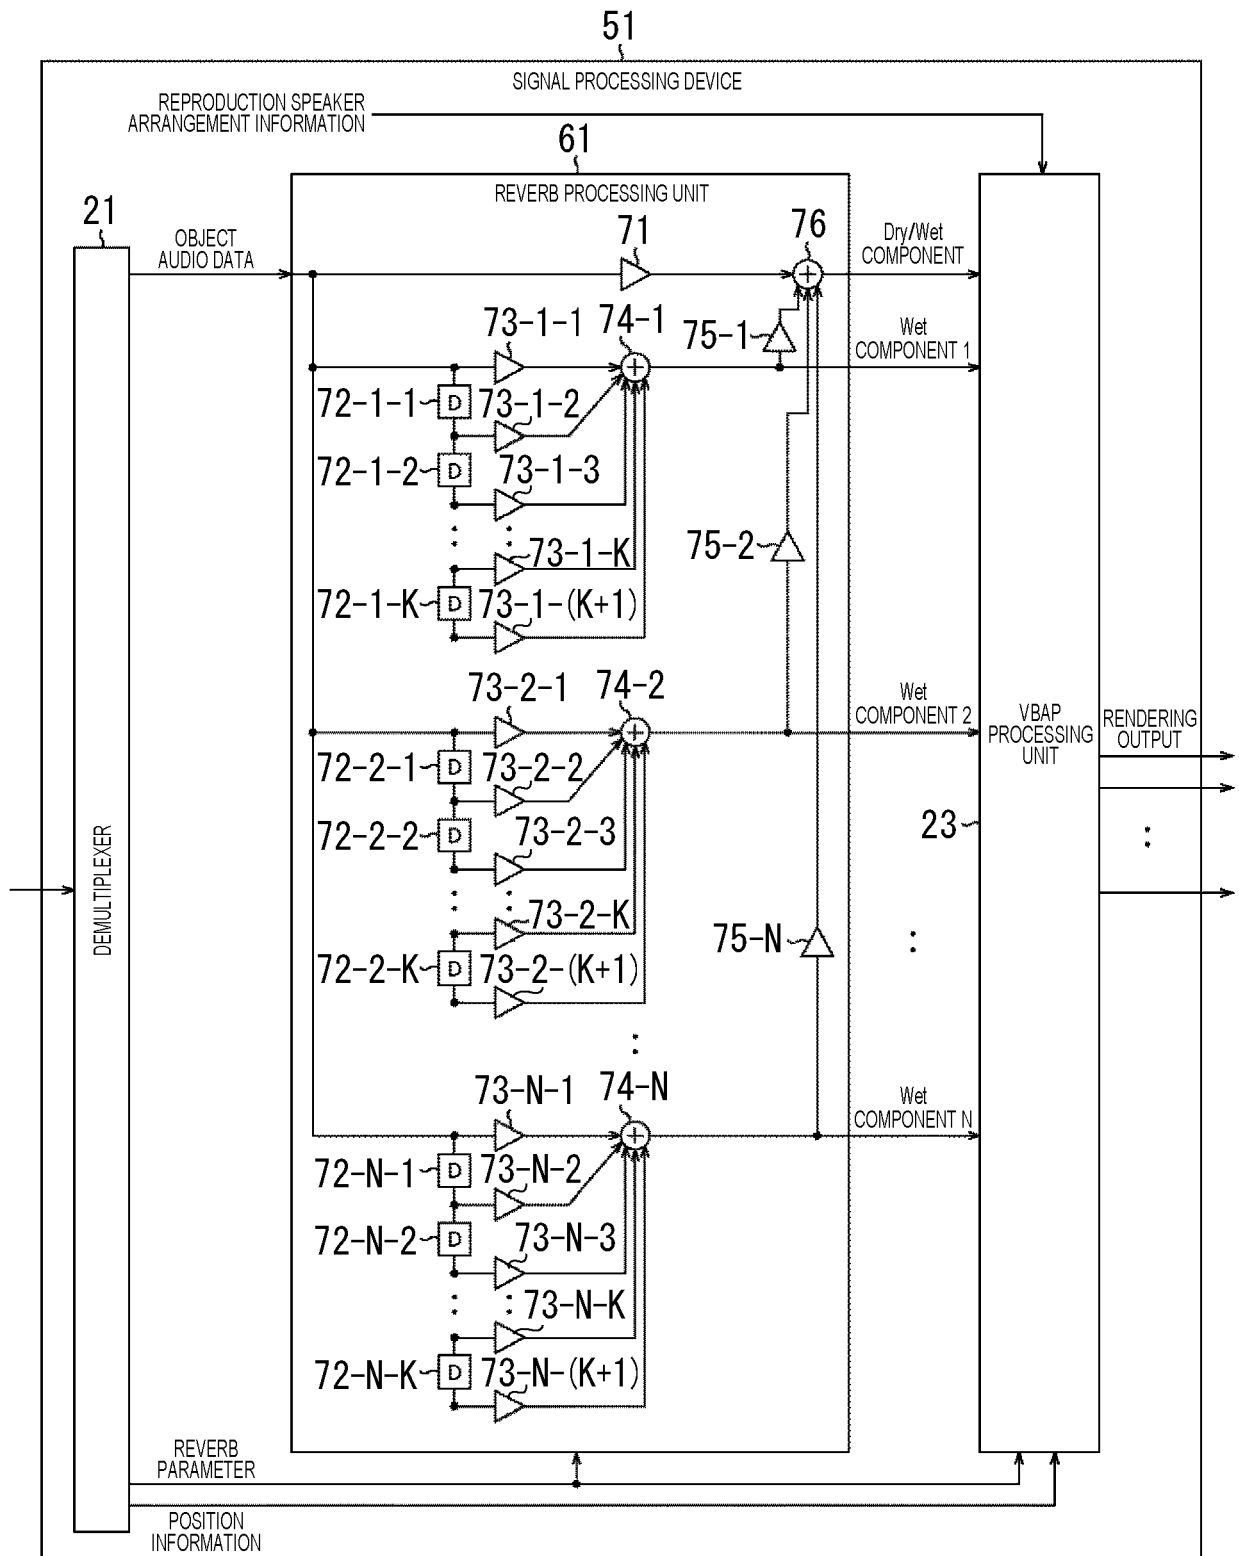 51
SIGNAL PROCESSING DEVICE
REPRODUCTION SPEAKER
ARRANGEMENT INFORMATION
61
REVERB PROCESSING UNIT
21
OBJECT
AUDIO DATA
71
76
Dry/Wet
COMPONENT
73-1-1
74-1
75-1
Wet
COMPONENT 1
72-1-1
D
73-1-2
72-1-2
D
73-1-3
73-1-K
75-2
72-1-K
D
73-1-(K+1)
73-2-1
74-2
Wet
COMPONENT 2
VBAP
PROCESSING
UNIT
RENDERING
OUTPUT
72-2-1
D
73-2-2
23
72-2-2
D
73-2-3
DEMULTIPLEXER
73-2-K
75-N
72-2-K
D
73-2-(K+1)
73-N-1
74-N
Wet
COMPONENT N
72-N-1
D
73-N-2
72-N-2
D
73-N-3
73-N-K
72-N-K
D
73-N-(K+1)
REVERB
PARAMETER
POSITION
INFORMATION